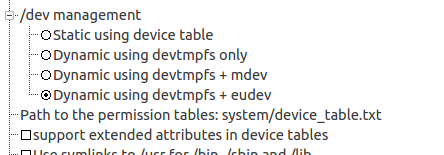 /dev management
Static using device table
Dynamic using devtmpfs only
Dynamic using devtmpfs + mdev
Dynamic using devtmpfs + eudev
Path to the permission tables: system/device_table.txt
support extended attributes in device tables
Use symlinks to /usr for /bin, /sbin and /lib